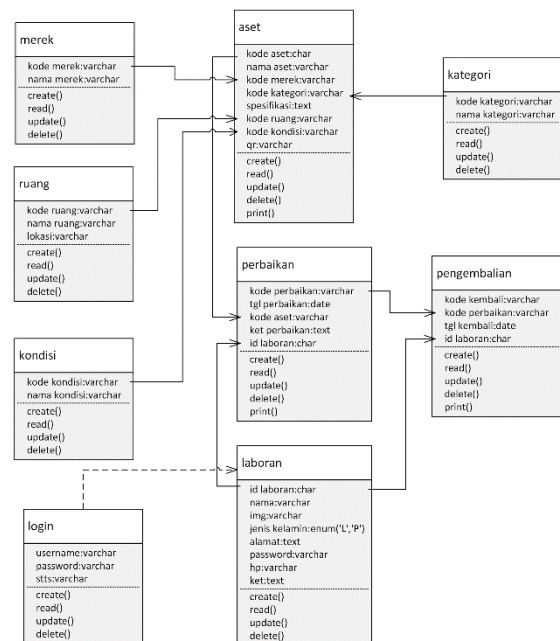 merek
kode merek:varchar
nama merek:varchar
create()
read()
update()
delete()
aset
kode aset:char
nama aset:varchar
kode merek:varchar
kode kategori:varchar
spesifikasi:text
kode ruang:varchar
kode kondisi:varchar
qr:varchar
create()
read()
update()
delete()
print()
kategori
kode kategori:varchar
nama kategori:varchar
create()
read()
update()
delete()
ruang
kode ruang:varchar
nama ruang:varchar
lokasi:varchar
create()
read()
update()
delete()
perbaikan
kode perbaikan:varchar
tgl perbaikan:date
kode aset:varchar
ket perbaikan:text
id laboran:char
create()
read()
update()
delete()
print()
pengembalian
kode kembali:varchar
kode perbaikan:varchar
tgl kembali:date
id laboran:char
create()
read()
update()
delete()
print()
kondisi
kode kondisi:varchar
nama kondisi:varchar
create()
read()
update()
delete()
laboran
id laboran:char
nama:varchar
img:varchar
jenis kelamin:enum('L','P')
alamat:text
password:varchar
hp:varchar
ket:text
create()
read()
update()
delete()
login
username:varchar
password:varchar
stts:varchar
create()
read()
update()
delete()